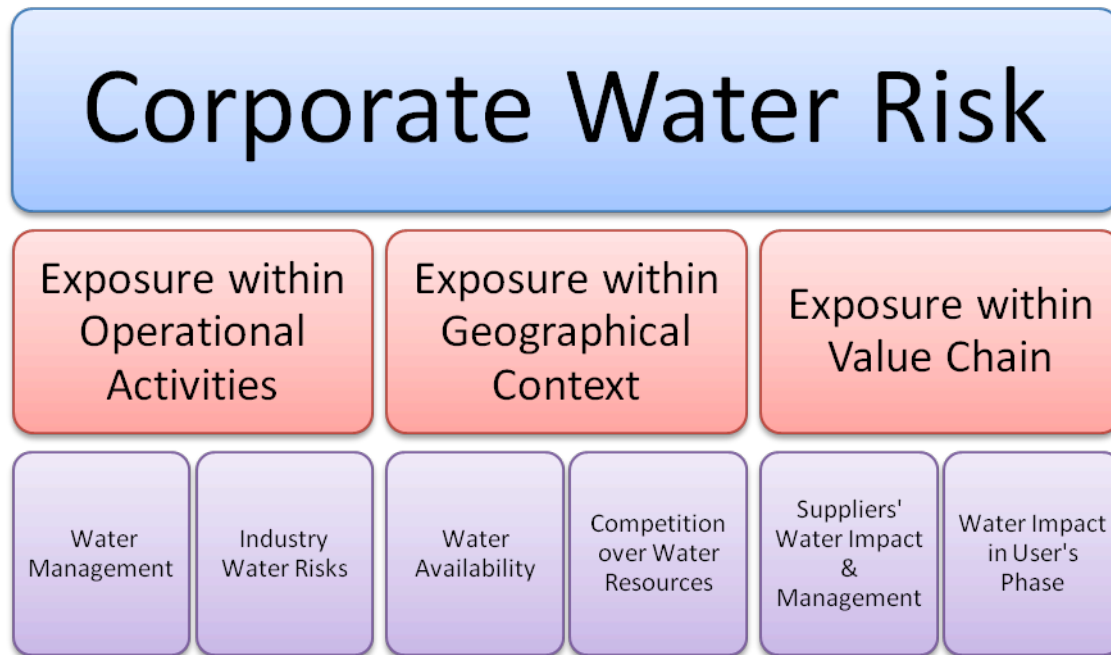 Corporate Water Risk
Exposure within
Operational
Activities
Exposure within
Geographical
Context
Exposure within
Value Chain
Water
Management
Industry
Water Risks
Water
Availability
Competition
over Water
Resources
Suppliers'
Water Impact
&
Management
Water Impact
in User's
Phase